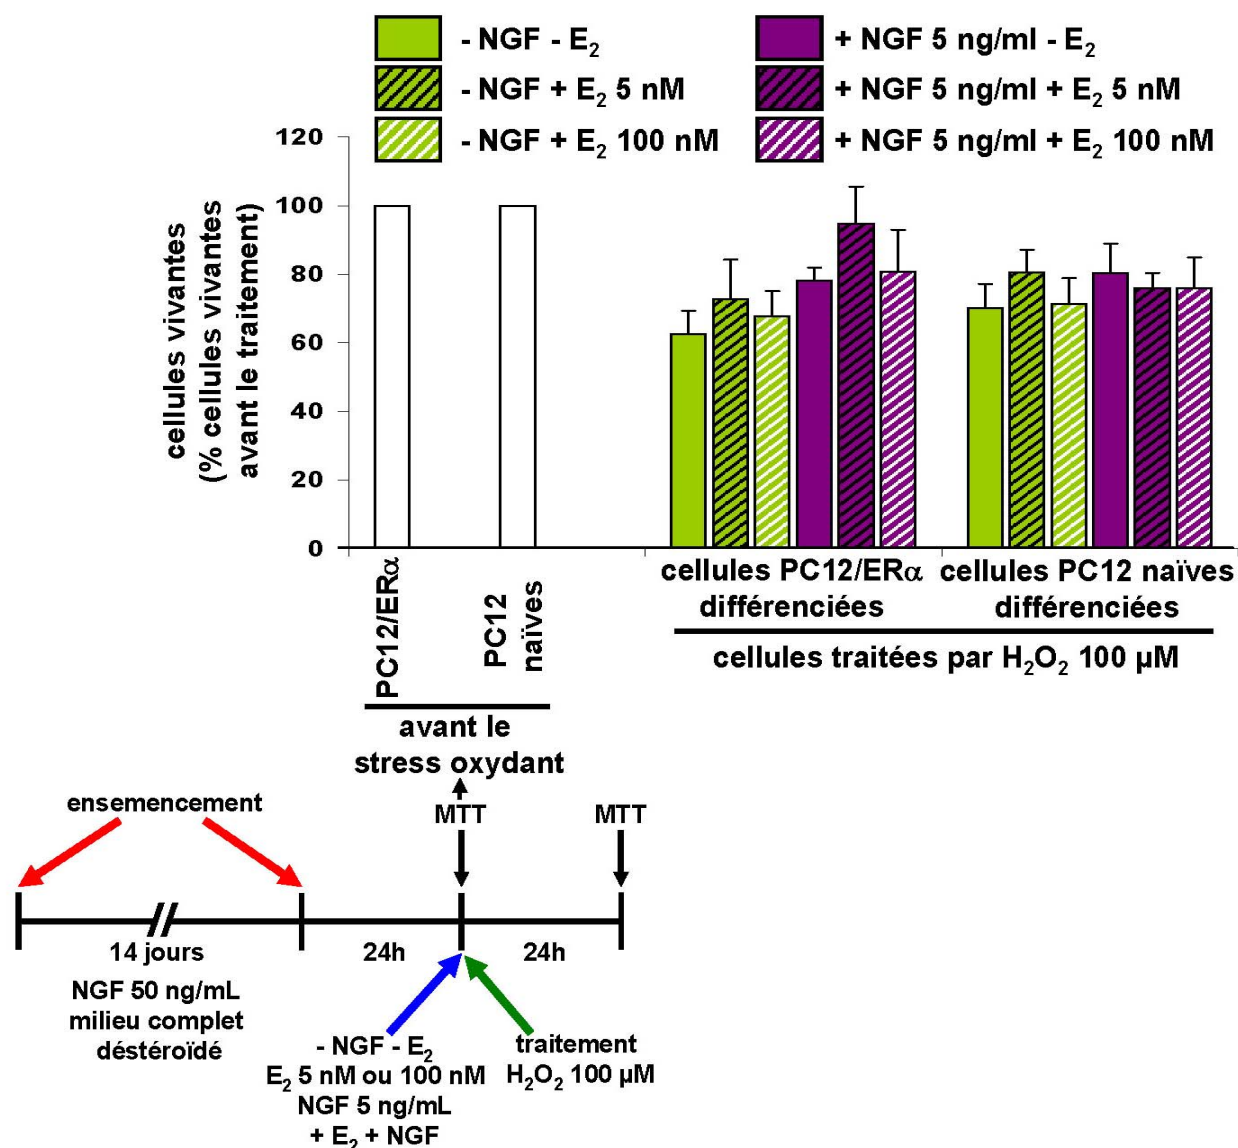 - NGF - E2
- NGF + E2 5 nM
- NGF + E2 100 nM
+ NGF 5 ng/ml - E2
+ NGF 5 ng/ml + E2 5 nM
+ NGF 5 ng/ml + E2 100 nM
cellules vivantes
(% cellules vivantes
avant le traitement)
120
100
80
60
40
20
0
PC12/ERα
PC12
naïves
avant le
stress oxydant
cellules PC12/ERα
différenciées
cellules PC12 naïves
différenciées
cellules traitées par H2O2 100 µM
ensemencement
MTT
MTT
14 jours
24h
24h
NGF 50 ng/mL
milieu complet
déstéroïdé
- NGF - E2
E2 5 nM ou 100 nM
NGF 5 ng/mL
+ E2 + NGF
traitement
H2O2 100 µM